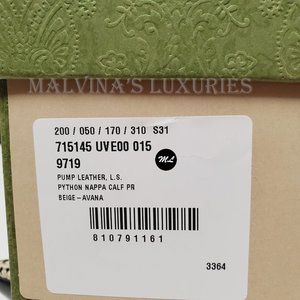 MALVINA'S LUXURIES
200 / 050 / 170 / 310 S31
715145 UVE00 015
9719
ML
PUMP LEATHER, L.S.
PYTHON NAPPA CALF PR
BEIGE-AVANA
810791161
3364